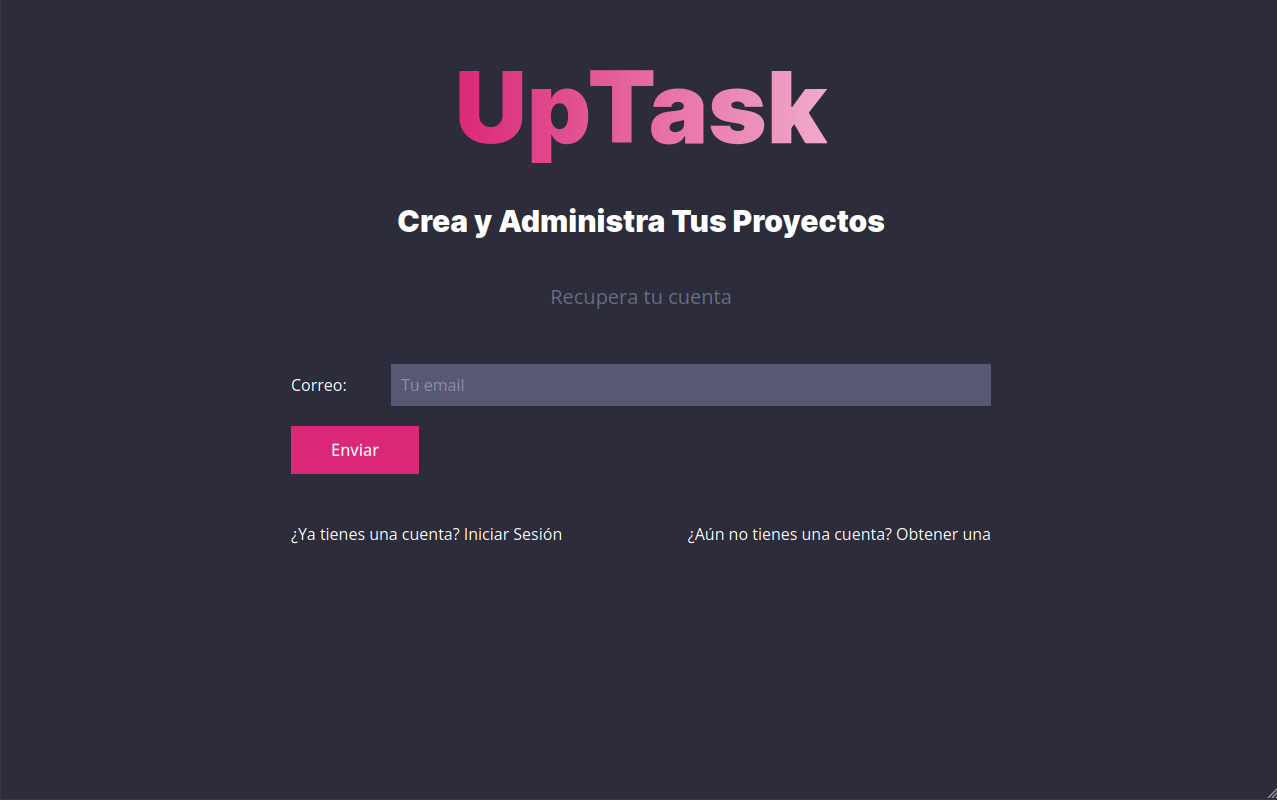 UpTask
Crea y Administra Tus Proyectos
Recupera tu cuenta
Correo: Tu email
Enviar
¿Ya tienes una cuenta? Iniciar Sesión ¿Aún no tienes una cuenta? Obtener una